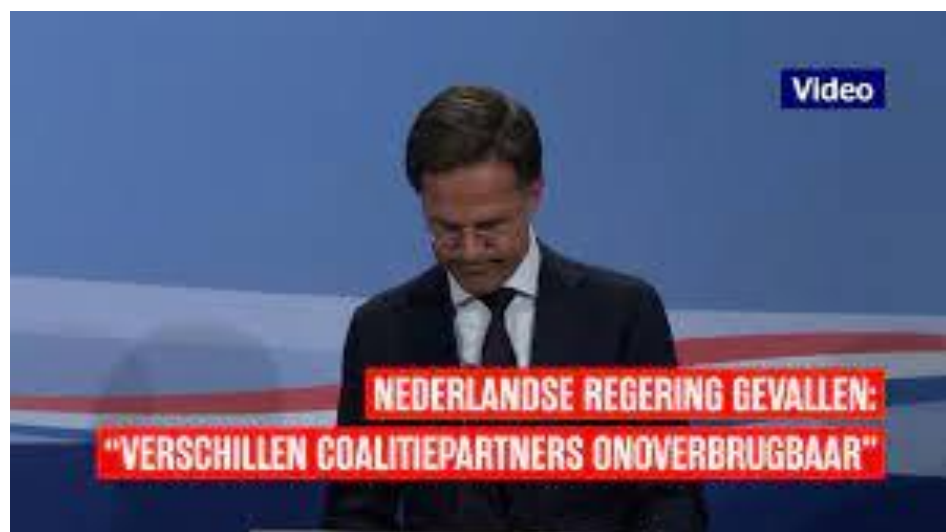 Video
NEDERLANDSE REGERING GEVALLEN:
"VERSCHILLEN COALITIEPARTNERS ONOVERBRUGBAAR"